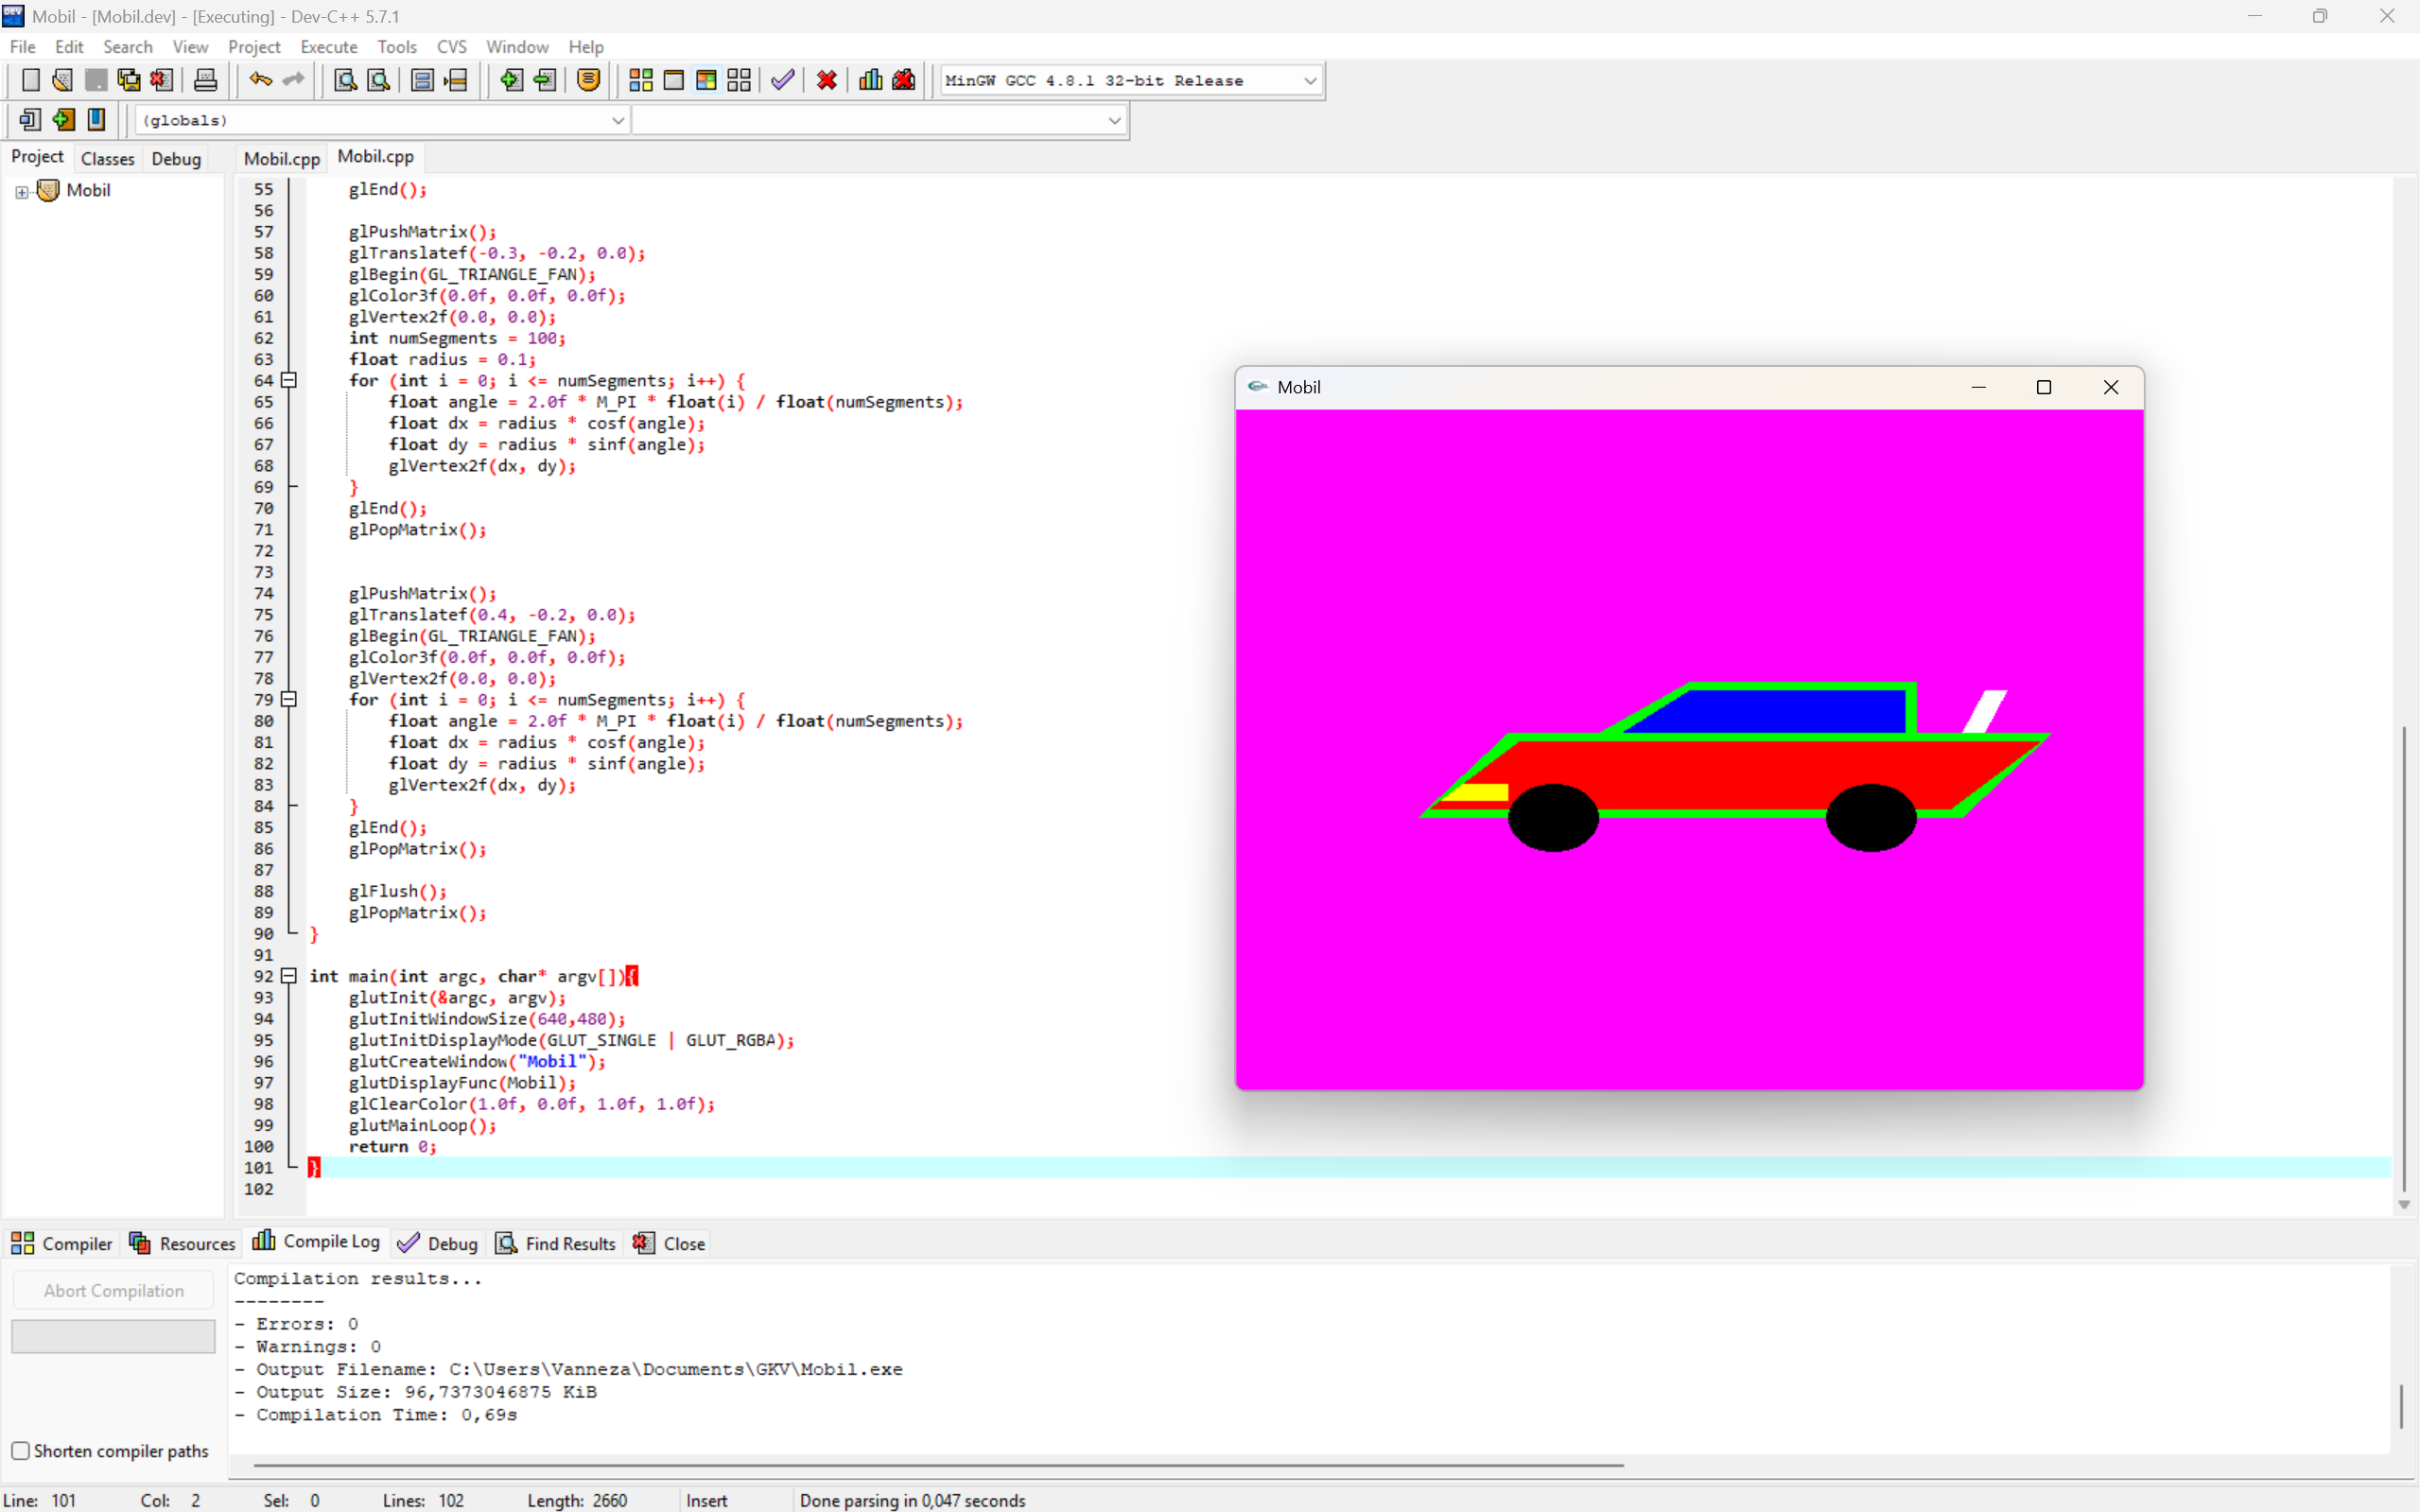 Mobil - [Mobil.dev] - [Executing] - Dev-C++ 5.7.1
File Edit Search View Project Execute Tools CVS Window Help
MinGW GCC 4.8.1 32-bit Release
(globals)
Project Classes Debug Mobil.cpp Mobil.cpp
Mobil
55 glEnd();
56
57 glPushMatrix();
58 glTranslatef(-0.3, -0.2, 0.0);
59 glBegin(GL_TRIANGLE_FAN);
60 glColor3f(0.0f, 0.0f, 0.0f);
61 glVertex2f(0.0, 0.0);
62 int numSegments = 100;
63 float radius = 0.1;
64 for (int i = 0; i <= numSegments; i++) {
65 float angle = 2.0f * M_PI * float(i) / float(numSegments);
66 float dx = radius * cosf(angle);
67 float dy = radius * sinf(angle);
68 glVertex2f(dx, dy);
69 }
70 glEnd();
71 glPopMatrix();
72
73
74 glPushMatrix();
75 glTranslatef(0.4, -0.2, 0.0);
76 glBegin(GL_TRIANGLE_FAN);
77 glColor3f(0.0f, 0.0f, 0.0f);
78 glVertex2f(0.0, 0.0);
79 for (int i = 0; i <= numSegments; i++) {
80 float angle = 2.0f * M_PI * float(i) / float(numSegments);
81 float dx = radius * cosf(angle);
82 float dy = radius * sinf(angle);
83 glVertex2f(dx, dy);
84 }
85 glEnd();
86 glPopMatrix();
87
88 glFlush();
89 glPopMatrix();
90 }
91
92 int main(int argc, char* argv[]){
93 glutInit(&argc, argv);
94 glutInitWindowSize(640,480);
95 glutInitDisplayMode(GLUT_SINGLE | GLUT_RGBA);
96 glutCreateWindow("Mobil");
97 glutDisplayFunc(Mobil);
98 glClearColor(1.0f, 0.0f, 1.0f, 1.0f);
99 glutMainLoop();
100 return 0;
101 }
102
Mobil
Compiler Resources Compile Log Debug Find Results Close
Abort Compilation
Shorten compiler paths
Compilation results...
--------
- Errors: 0
- Warnings: 0
- Output Filename: C:\Users\Vanneza\Documents\GKV\Mobil.exe
- Output Size: 96,7373046875 KiB
- Compilation Time: 0,69s
Line: 101 Col: 2 Sel: 0 Lines: 102 Length: 2660 Insert Done parsing in 0,047 seconds